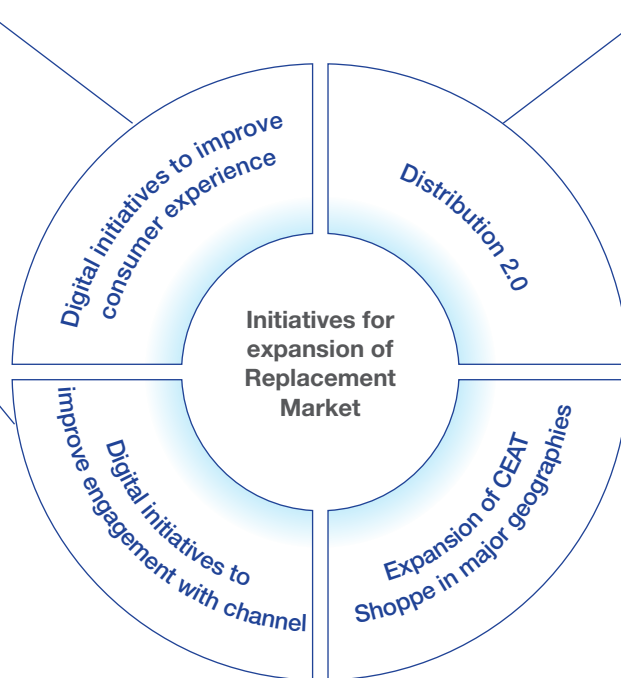 Digital initiatives to improve
consumer experience
Distribution 2.0
Initiatives for
expansion of
Replacement
Market
Digital initiatives to
improve engagement with channel
Expansion of CEAT
Shoppe in major geographies